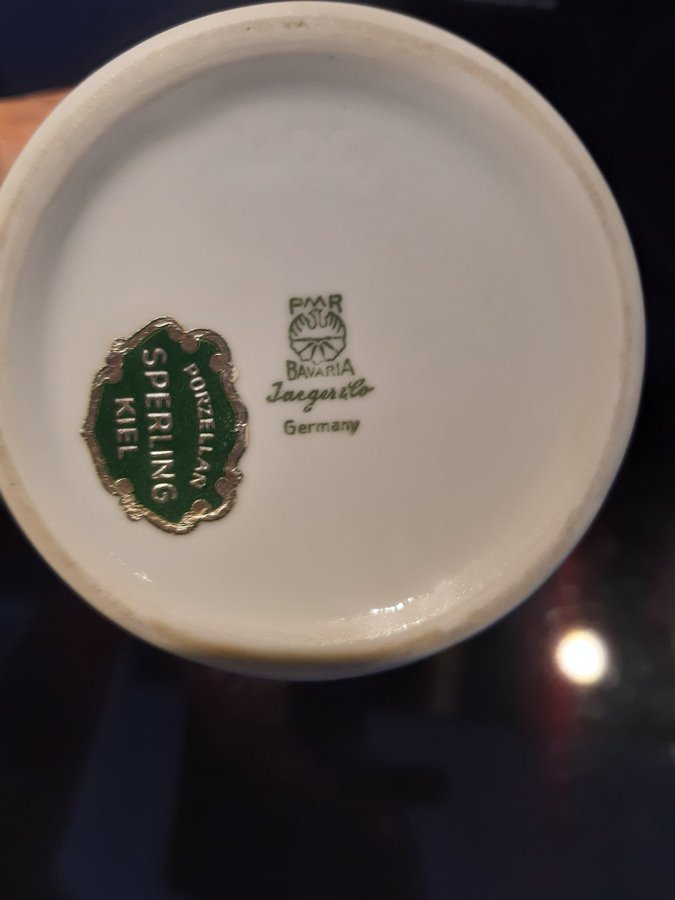 PMR
BAVARIA
Jaeger & Co
Germany
PORZELLAN
SPERLING
KIEL